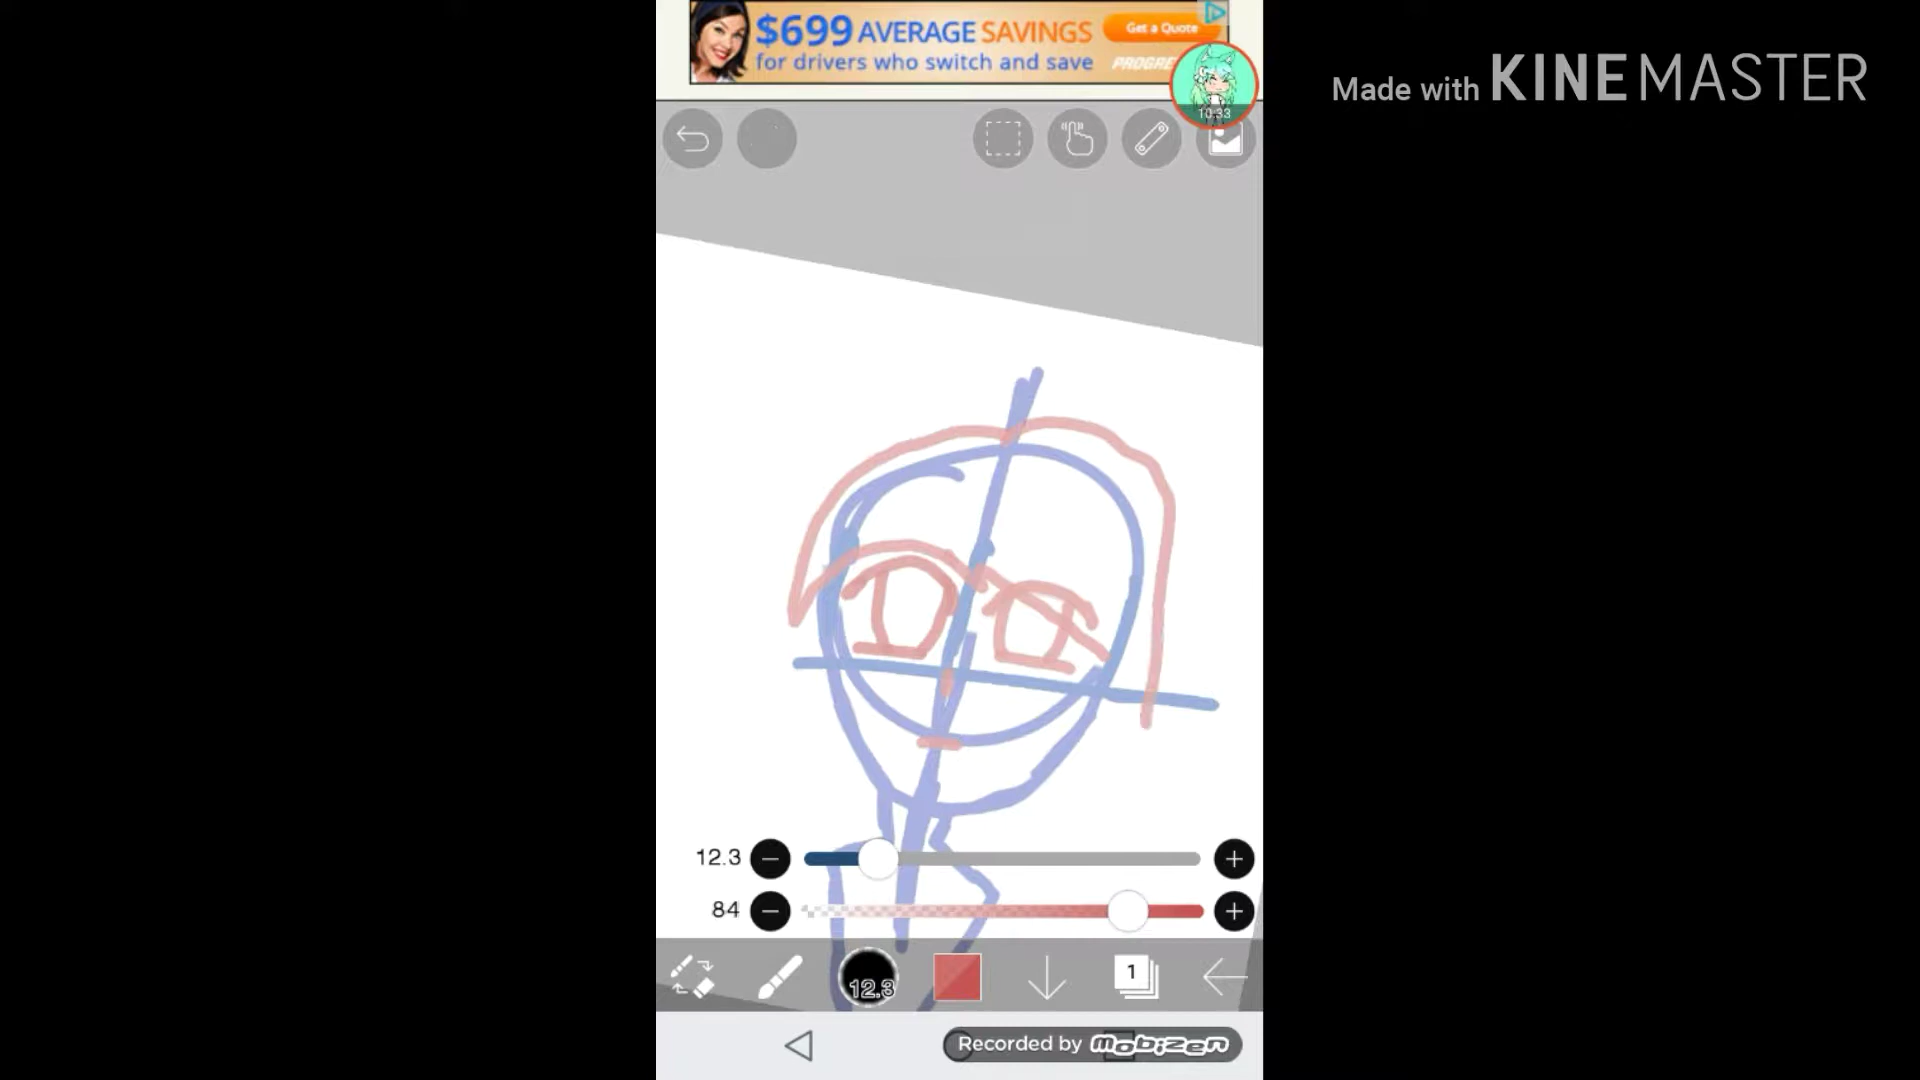 $699 AVERAGE SAVINGS
for drivers who switch and save
Get a Quote
10:33
Made with KINEMASTER
12.3
84
12.3
1
Recorded by mobizen